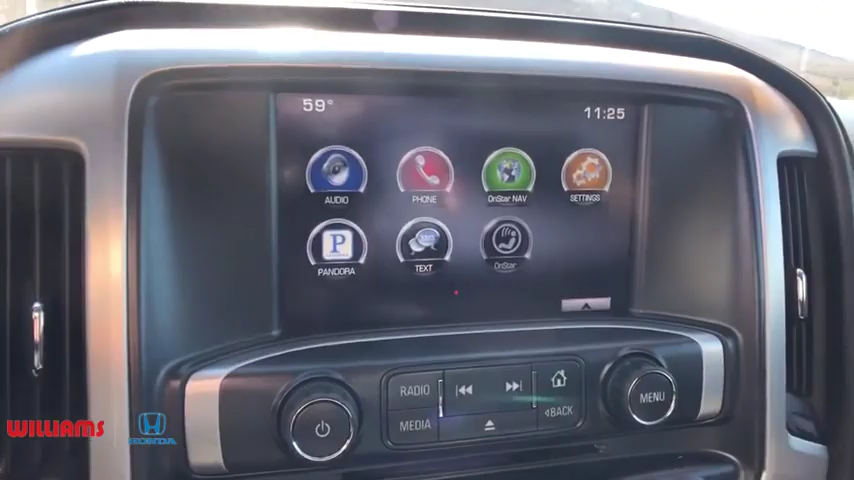 59° 11:25
AUDIO PHONE OnStar NAV SETTINGS
P
PANDORA TEXT OnStar
RADIO
MEDIA BACK
MENU
WILLIAMS HONDA